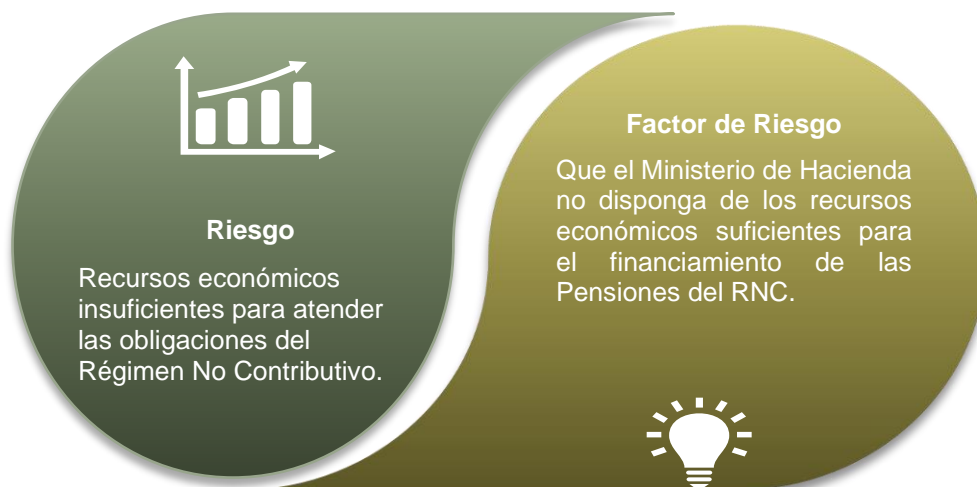 Riesgo
Recursos económicos
insuficientes para atender
las obligaciones del
Régimen No Contributivo.
Factor de Riesgo
Que el Ministerio de Hacienda
no disponga de los recursos
económicos suficientes para
el financiamiento de las
Pensiones del RNC.